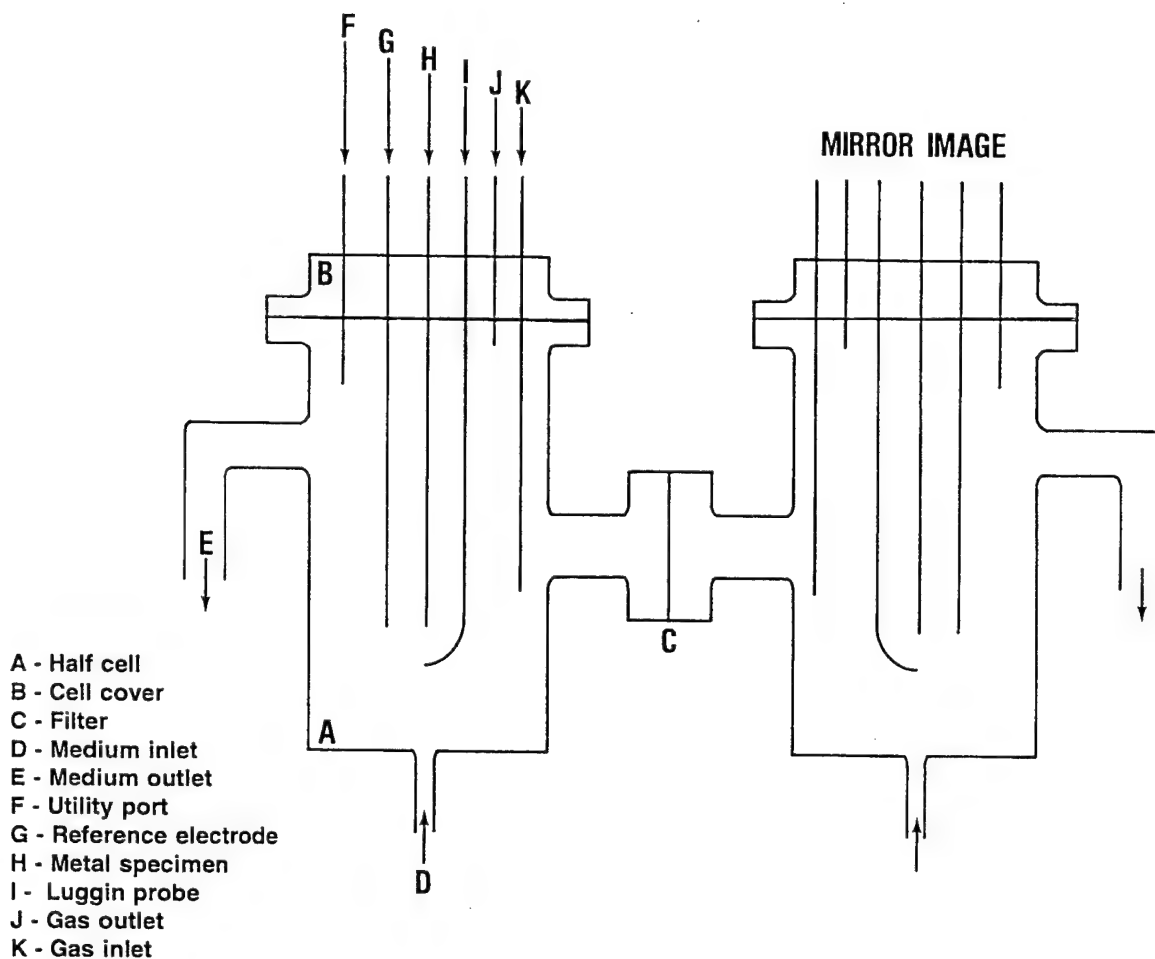 F
G
H
I
J
K
MIRROR IMAGE
B
E
C
A
D
A - Half cell
B - Cell cover
C - Filter
D - Medium inlet
E - Medium outlet
F - Utility port
G - Reference electrode
H - Metal specimen
I - Luggin probe
J - Gas outlet
K - Gas inlet